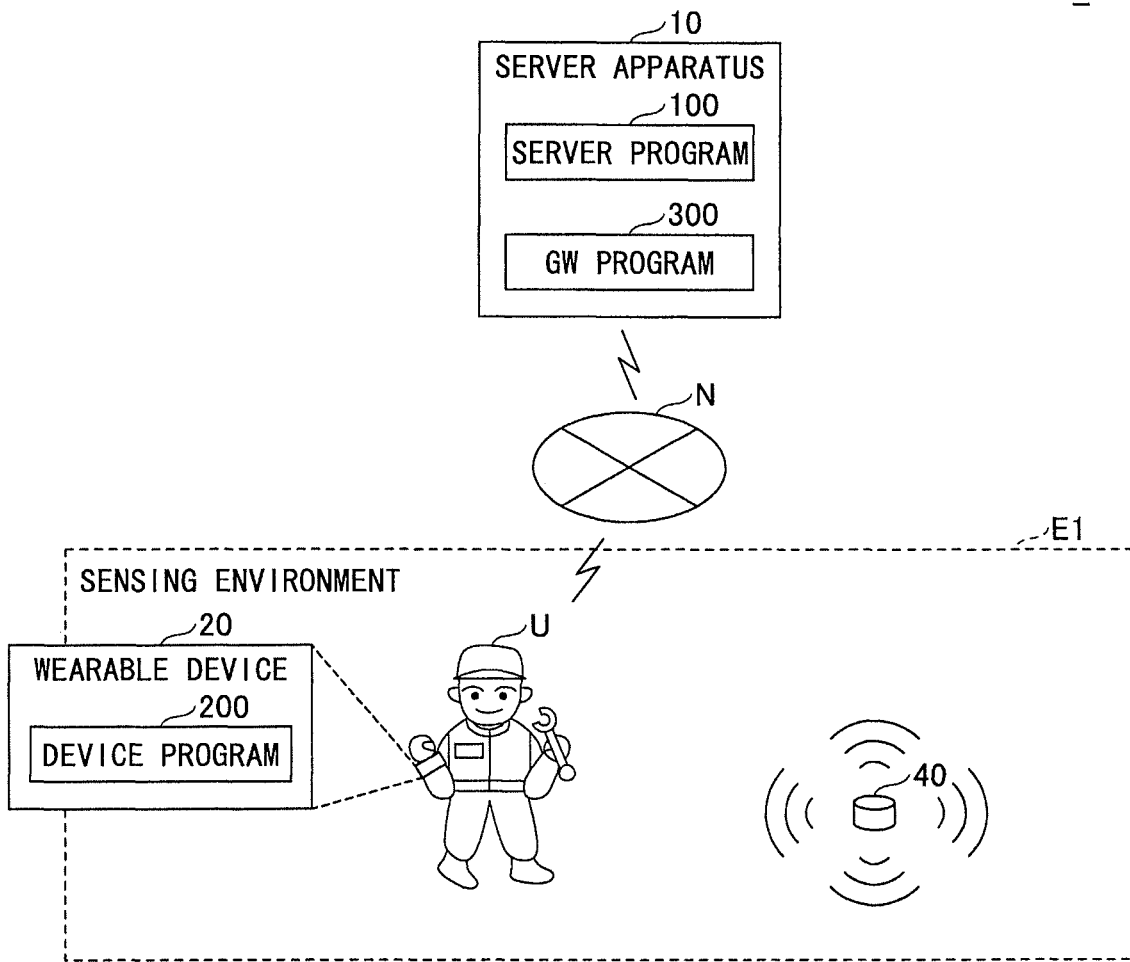 10
SERVER APPARATUS
100
SERVER PROGRAM
300
GW PROGRAM
N
E1
SENSING ENVIRONMENT
20
U
WEARABLE DEVICE
200
DEVICE PROGRAM
40